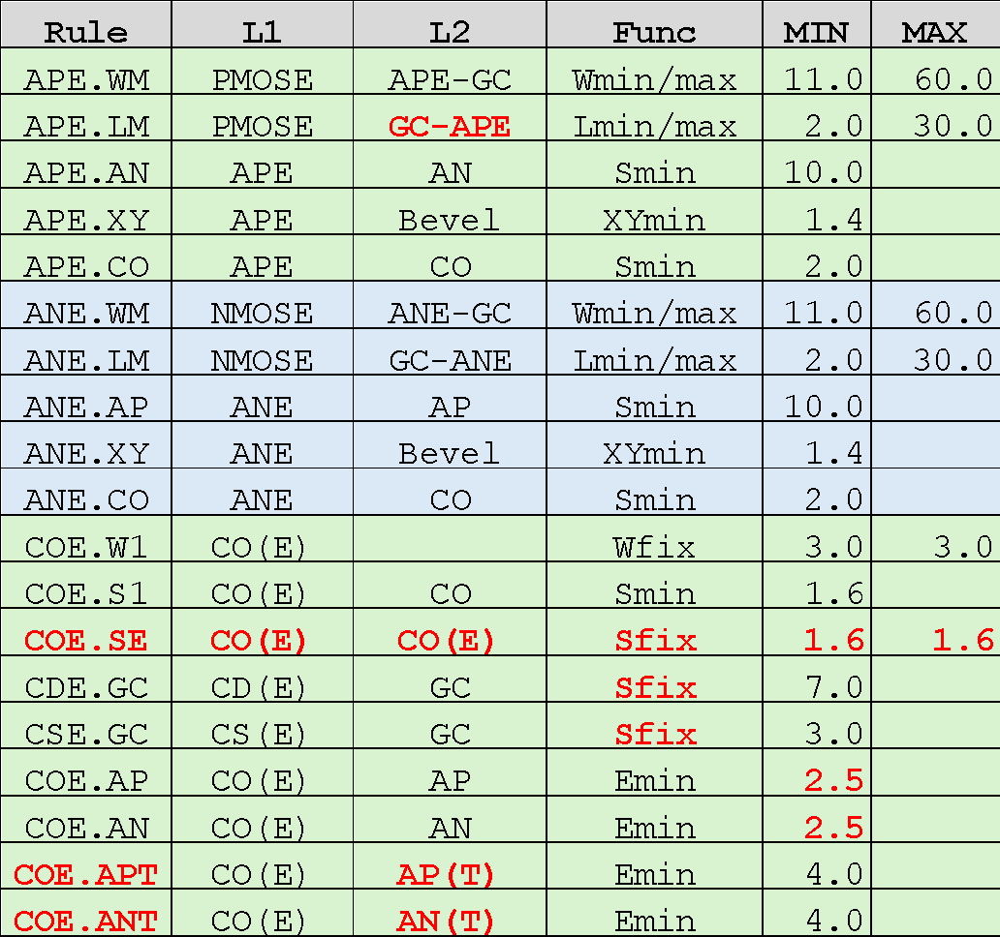 Rule L1 L2 Func MIN MAX
APE.WM PMOSE APE-GC Wmin/max 11.0 60.0
APE.LM PMOSE GC-APE Lmin/max 2.0 30.0
APE.AN APE AN Smin 10.0
APE.XY APE Bevel XYmin 1.4
APE.CO APE CO Smin 2.0
ANE.WM NMOSE ANE-GC Wmin/max 11.0 60.0
ANE.LM NMOSE GC-ANE Lmin/max 2.0 30.0
ANE.AP ANE AP Smin 10.0
ANE.XY ANE Bevel XYmin 1.4
ANE.CO ANE CO Smin 2.0
COE.W1 CO(E) Wfix 3.0 3.0
COE.S1 CO(E) CO Smin 1.6
COE.SE CO(E) CO(E) Sfix 1.6 1.6
CDE.GC CD(E) GC Sfix 7.0
CSE.GC CS(E) GC Sfix 3.0
COE.AP CO(E) AP Emin 2.5
COE.AN CO(E) AN Emin 2.5
COE.APT CO(E) AP(T) Emin 4.0
COE.ANT CO(E) AN(T) Emin 4.0